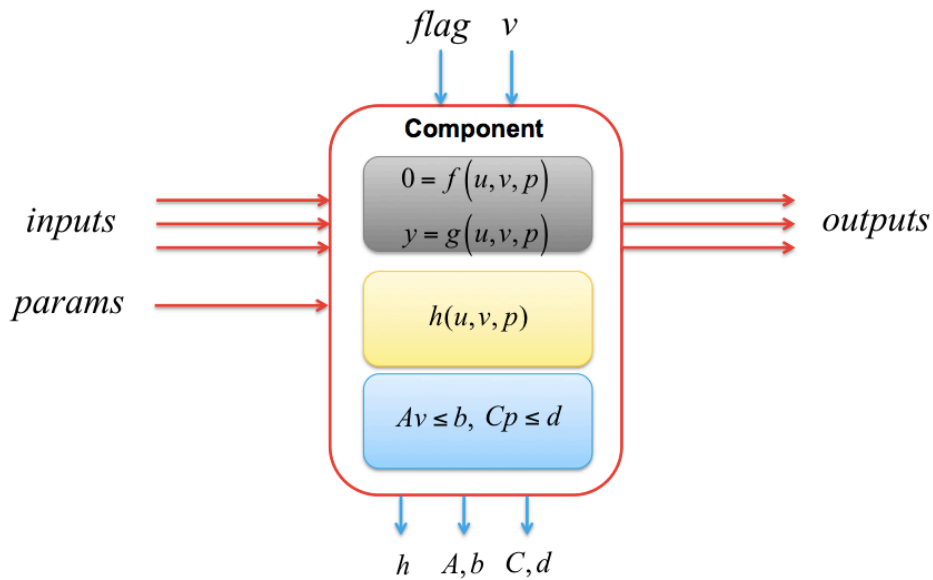 flag v
Component
0 = f(u,v,p)
y = g(u,v,p)
inputs
outputs
params
h(u,v,p)
Av ≤ b, Cp ≤ d
h A,b C,d